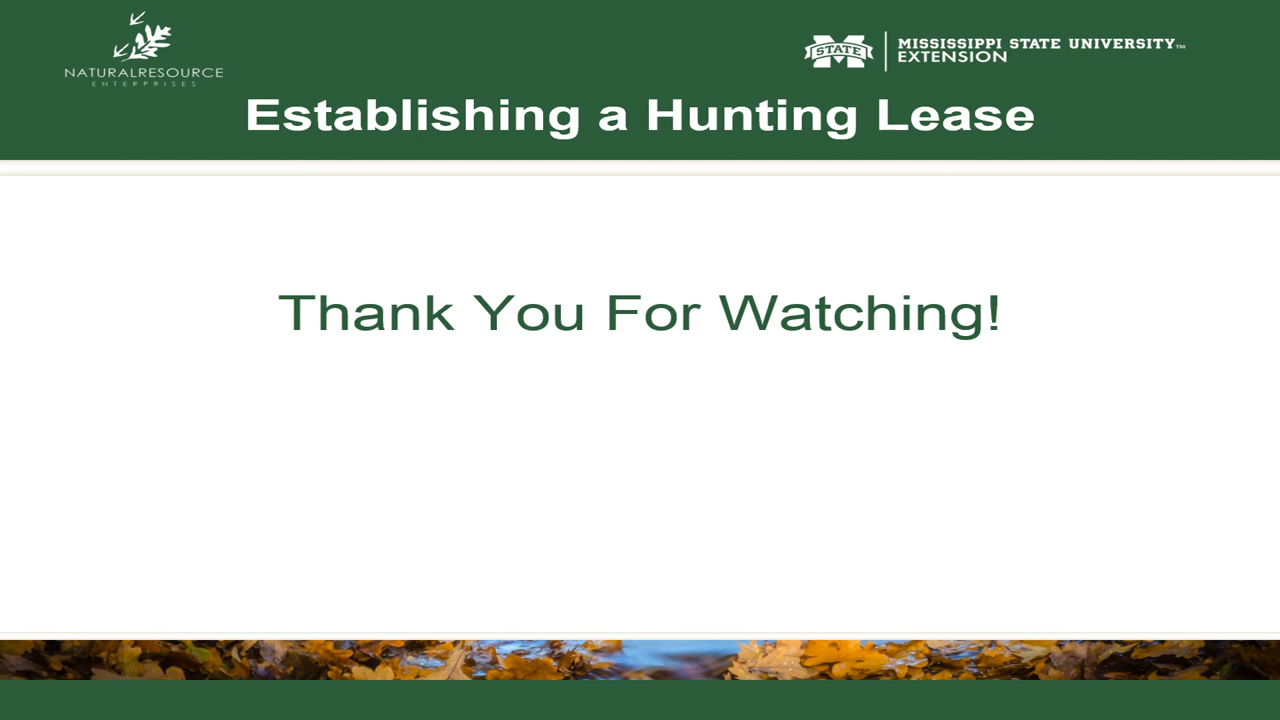 NATURALRESOURCE
ENTERPRISES
STATE
MISSISSIPPI STATE UNIVERSITY™
EXTENSION
Establishing a Hunting Lease
Thank You For Watching!